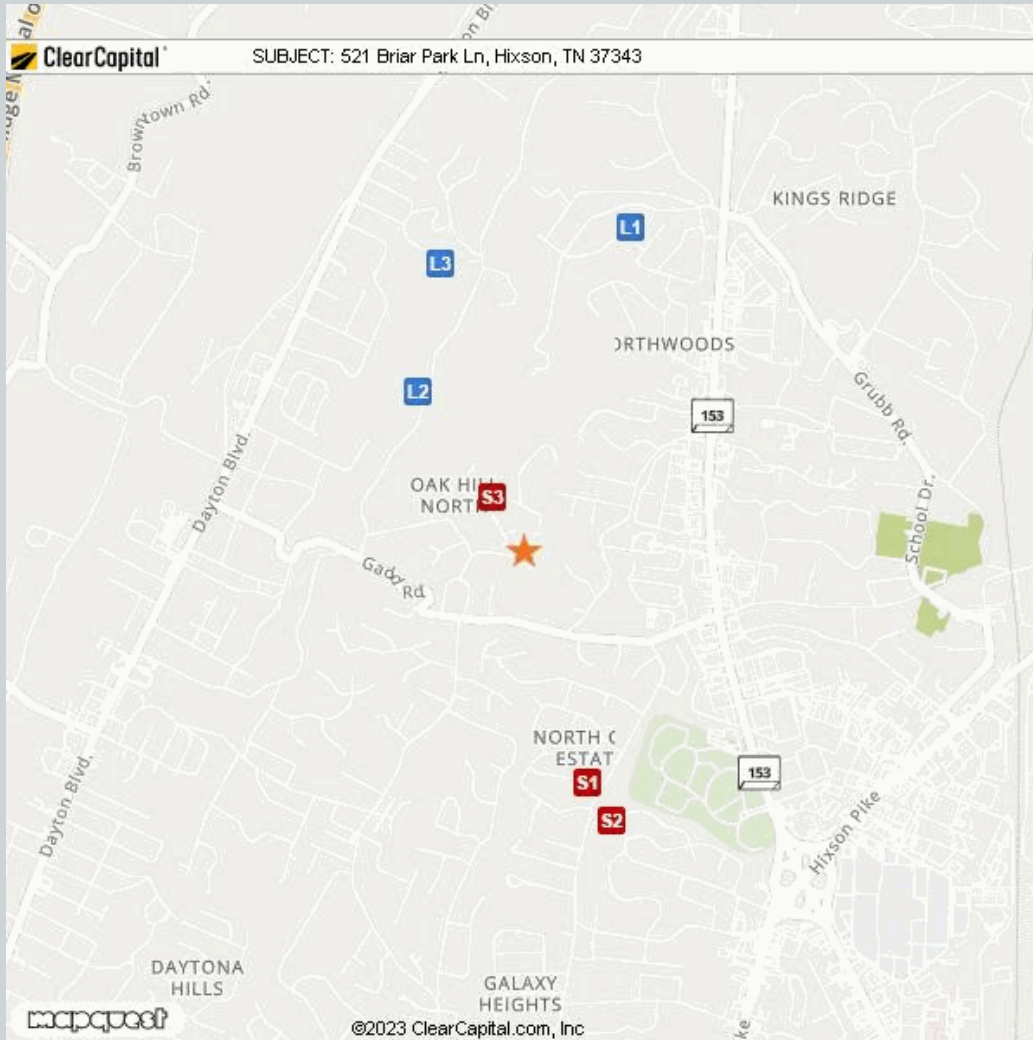 ClearCapital
SUBJECT: 521 Briar Park Ln, Hixson, TN 37343
Browntown Rd
KINGS RIDGE
L1
L3
ORTHWOODS
L2
153
Grubb Rd.
Dayton Blvd.
OAK HILL
NORTH
S3
School Dr.
Gadd Rd
NORTH
ESTAT
S1
153
S2
Dayton Blvd.
Hixson Pike
DAYTONA
HILLS
GALAXY
HEIGHTS
mapquest
©2023 ClearCapital.com, Inc